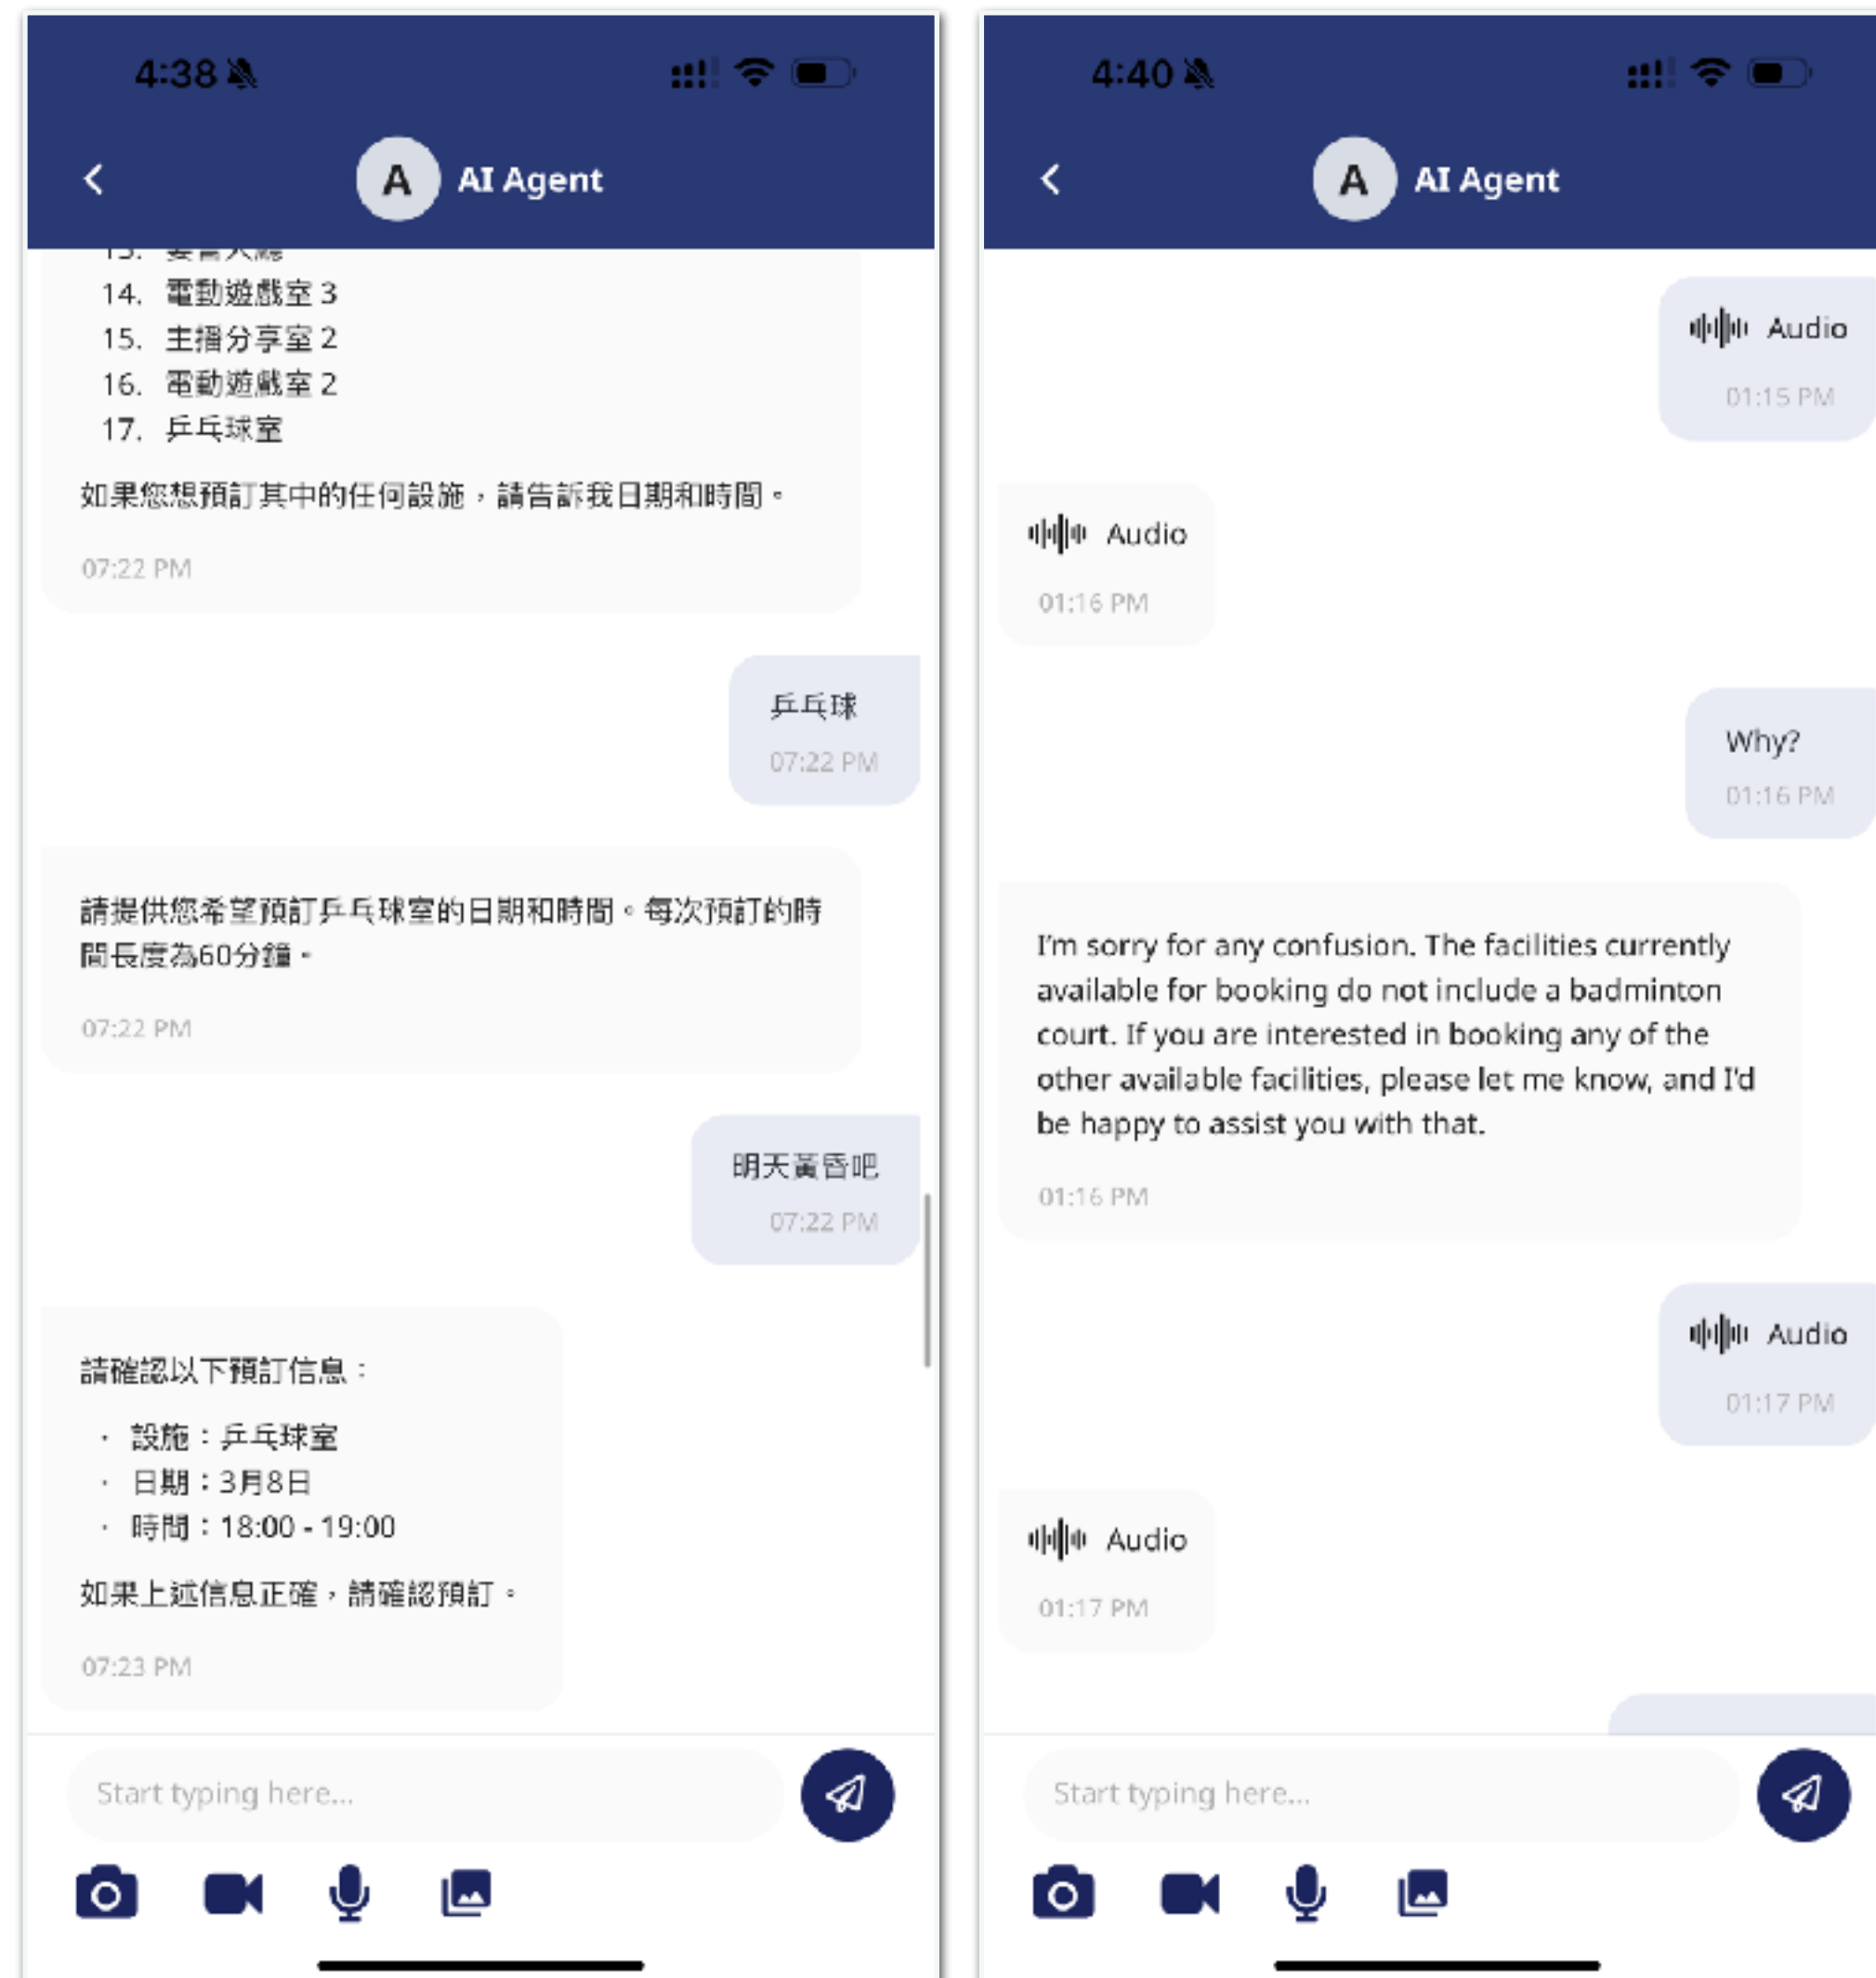 4:38
A AI Agent
14. 電動遊戲室 3
15. 主播分享室 2
16. 電動遊戲室 2
17. 乒乓球室
如果您想預訂其中的任何設施，請告訴我日期和時間。
07:22 PM
乒乓球
07:22 PM
請提供您希望預訂乒乓球室的日期和時間。每次預訂的時
間長度為60分鐘。
07:22 PM
明天黃昏吧
07:22 PM
請確認以下預訂信息：
· 設施：乒乓球室
· 日期：3月8日
· 時間：18:00 - 19:00
如果上述信息正確，請確認預訂。
07:23 PM
Start typing here...
4:40
A AI Agent
Audio
01:15 PM
Audio
01:16 PM
Why?
01:16 PM
I'm sorry for any confusion. The facilities currently
available for booking do not include a badminton
court. If you are interested in booking any of the
other available facilities, please let me know, and I'd
be happy to assist you with that.
01:16 PM
Audio
01:17 PM
Audio
01:17 PM
Start typing here...